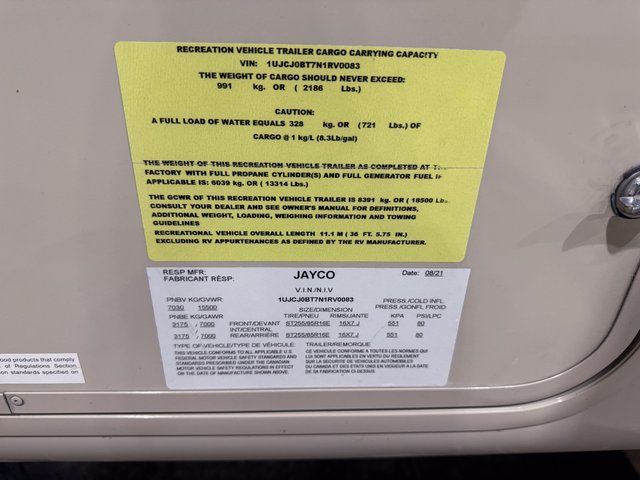 RECREATION VEHICLE TRAILER CARGO CARRYING CAPACITY
VIN: 1UJCJ0BT7N1RV0083
THE WEIGHT OF CARGO SHOULD NEVER EXCEED:
991 kg. OR ( 2186 Lbs.)
CAUTION:
A FULL LOAD OF WATER EQUALS 328 kg. OR (721 Lbs.) OF
CARGO @ 1 kg/L (8.3Lb/gal)
THE WEIGHT OF THIS RECREATION VEHICLE TRAILER AS COMPLETED AT
FACTORY WITH FULL PROPANE CYLINDER(S) AND FULL GENERATOR FUEL
APPLICABLE IS: 6039 kg. OR ( 13314 Lbs.)
THE GCWR OF THIS RECREATION VEHICLE TRAILER IS 8391 kg. OR ( 18500 Lbs.
CONSULT YOUR DEALER AND SEE OWNER'S MANUAL FOR DEFINITIONS,
ADDITIONAL WEIGHT, LOADING, WEIGHING INFORMATION AND TOWING
GUIDELINES
RECREATIONAL VEHICLE OVERALL LENGTH 11.1 M ( 36 FT. 5.75 IN.)
EXCLUDING RV APPURTENANCES AS DEFINED BY THE RV MANUFACTURER.
RESP MFR: JAYCO Date: 08/21
FABRICANT RESP:
V.I.N./N.I.V
1UJCJ0BT7N1RV0083
PNBV KG/GVWR: SIZE/DIMENSION PRESS./COLD INFL
7030 15500 TIRE/PNEU RIMS/JANTE PRESS/GONFL FROID
PNBE KG/GAWR KPA PSI/LPC
3175 / 7000 FRONT/DEVANT ST255/85R16E 16X7 J 551 80
INT/CENTRAL
3175 / 7000 REAR/ARRIÈRE ST255/85R16E 16X7 J 551 80
TYPE OF-VEHICLE/TYPE DE VÉHICLE: TRAILER/REMORQUE
THIS VEHICLE CONFORMS TO ALL APPLICABLE U.S.
FEDERAL MOTOR VEHICLE SAFETY STANDARD AND
STANDARDS PRESCRIBED UNDER THE CANADIAN
MOTOR VEHICLE SAFETY REGULATIONS IN EFFECT
ON THE DATE OF MANUFACTURE SHOWN ABOVE.
CE VEHICULE CONFORME A TOUTES LES NORMES QUI
LUI SONT APPLICABLES EN VERTU DU REGLEMENT
SUR LA SECURITE DE VEHICULES AUTOMOBILES
DU CANADA ET DES ETATS UNIS EN VIGUEUR A LA DATE
DE SA FABRICATION CI-DESSUS.
ood products that comply
of Regulations Section
on standards specified on